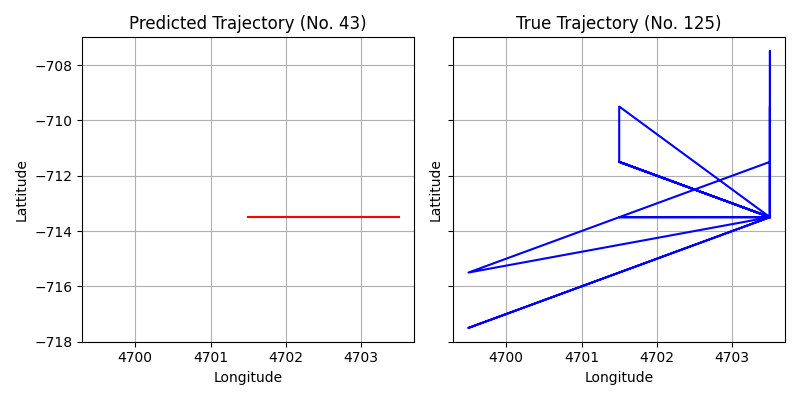 Predicted Trajectory (No. 43)
True Trajectory (No. 125)
Lattitude
−708
−710
−712
−714
−716
−718
4700
4701
4702
4703
Longitude
Lattitude
4700
4701
4702
4703
Longitude